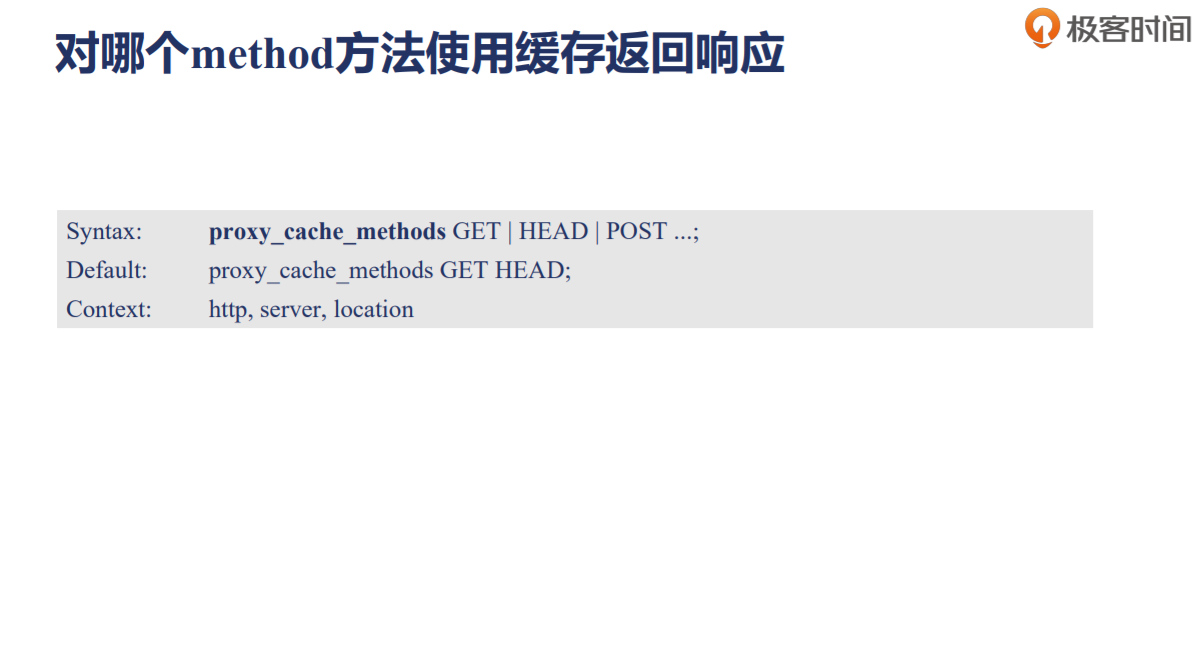 对哪个method方法使用缓存返回响应
极客时间
Syntax: proxy_cache_methods GET | HEAD | POST ...;
Default: proxy_cache_methods GET HEAD;
Context: http, server, location